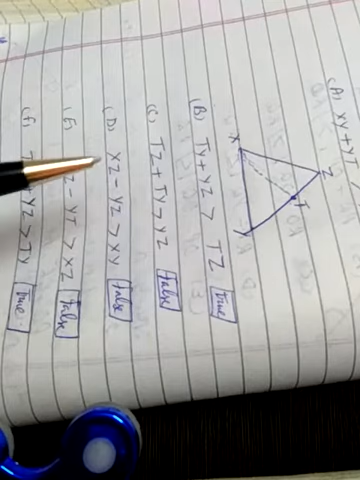 (A) XY + YT
X
Z
T
Y
(B) TY + YZ > TZ True
(C) TZ + TY > YZ False
(D) XZ - YZ > XY False
(E) Z - YT > XZ False
(F) YZ > TY True